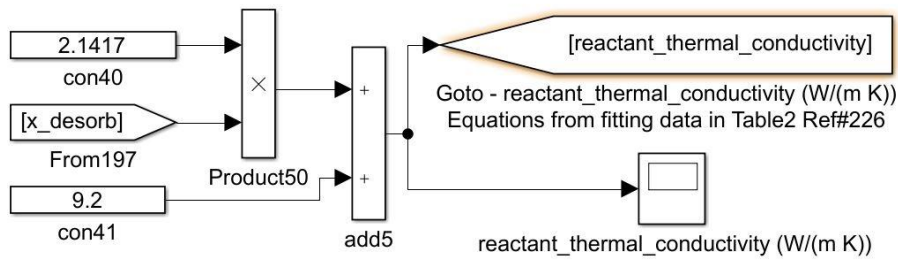 2.1417
con40
[x_desorb]
From197
9.2
con41
×
Product50
+
+
add5
[reactant_thermal_conductivity]
Goto - reactant_thermal_conductivity (W/(m K))
Equations from fitting data in Table2 Ref#226
reactant_thermal_conductivity (W/(m K))